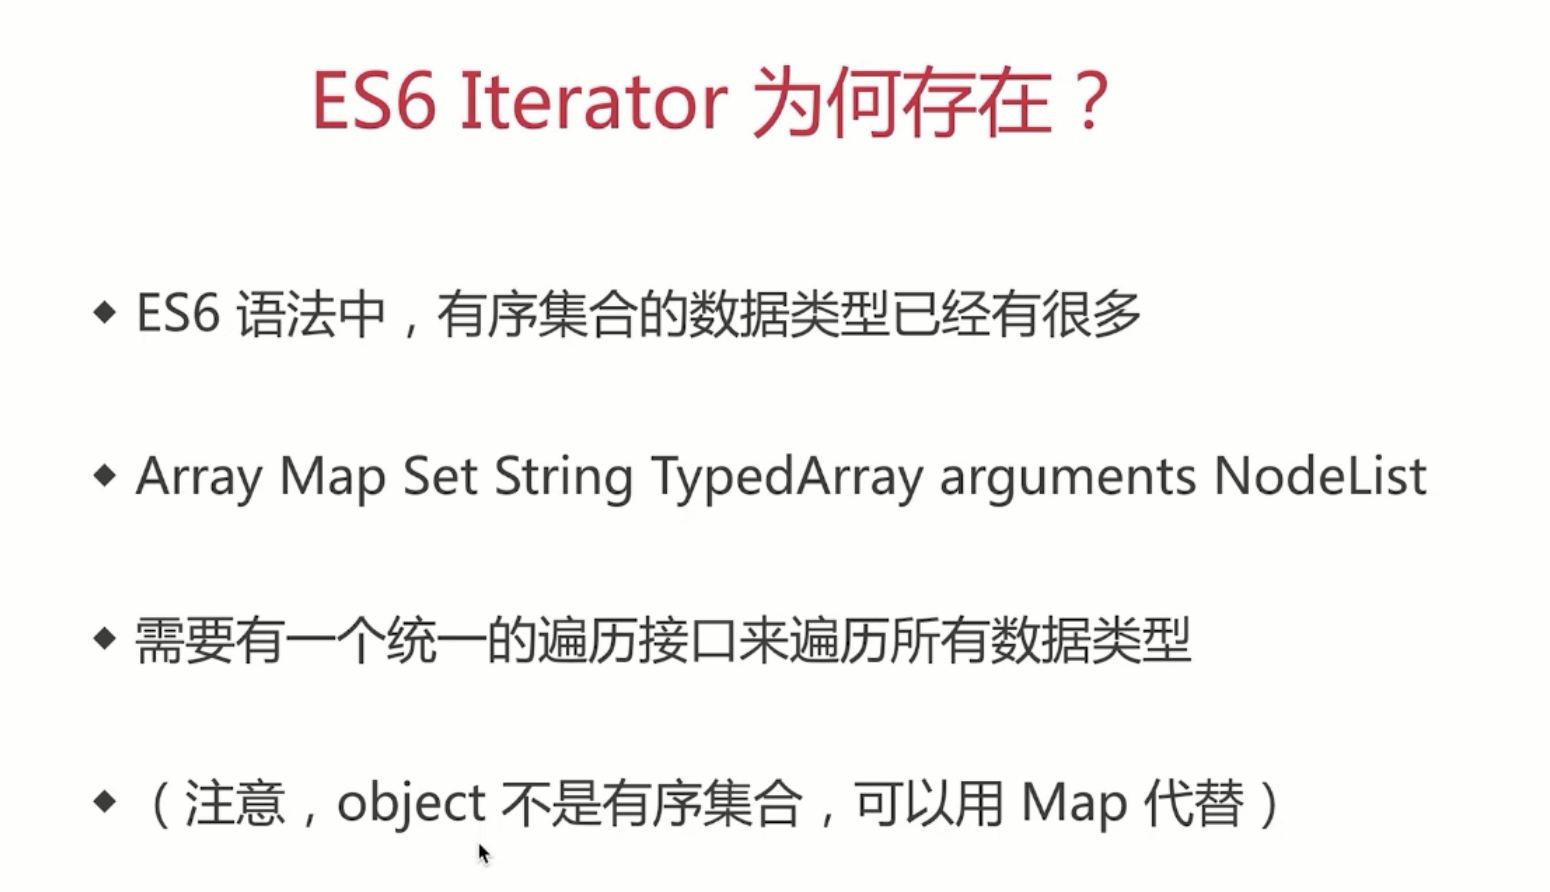 ES6 Iterator 为何存在？
◆ ES6 语法中，有序集合的数据类型已经有很多
◆ Array Map Set String TypedArray arguments NodeList
◆ 需要有一个统一的遍历接口来遍历所有数据类型
◆ （注意，object 不是有序集合，可以用 Map 代替）